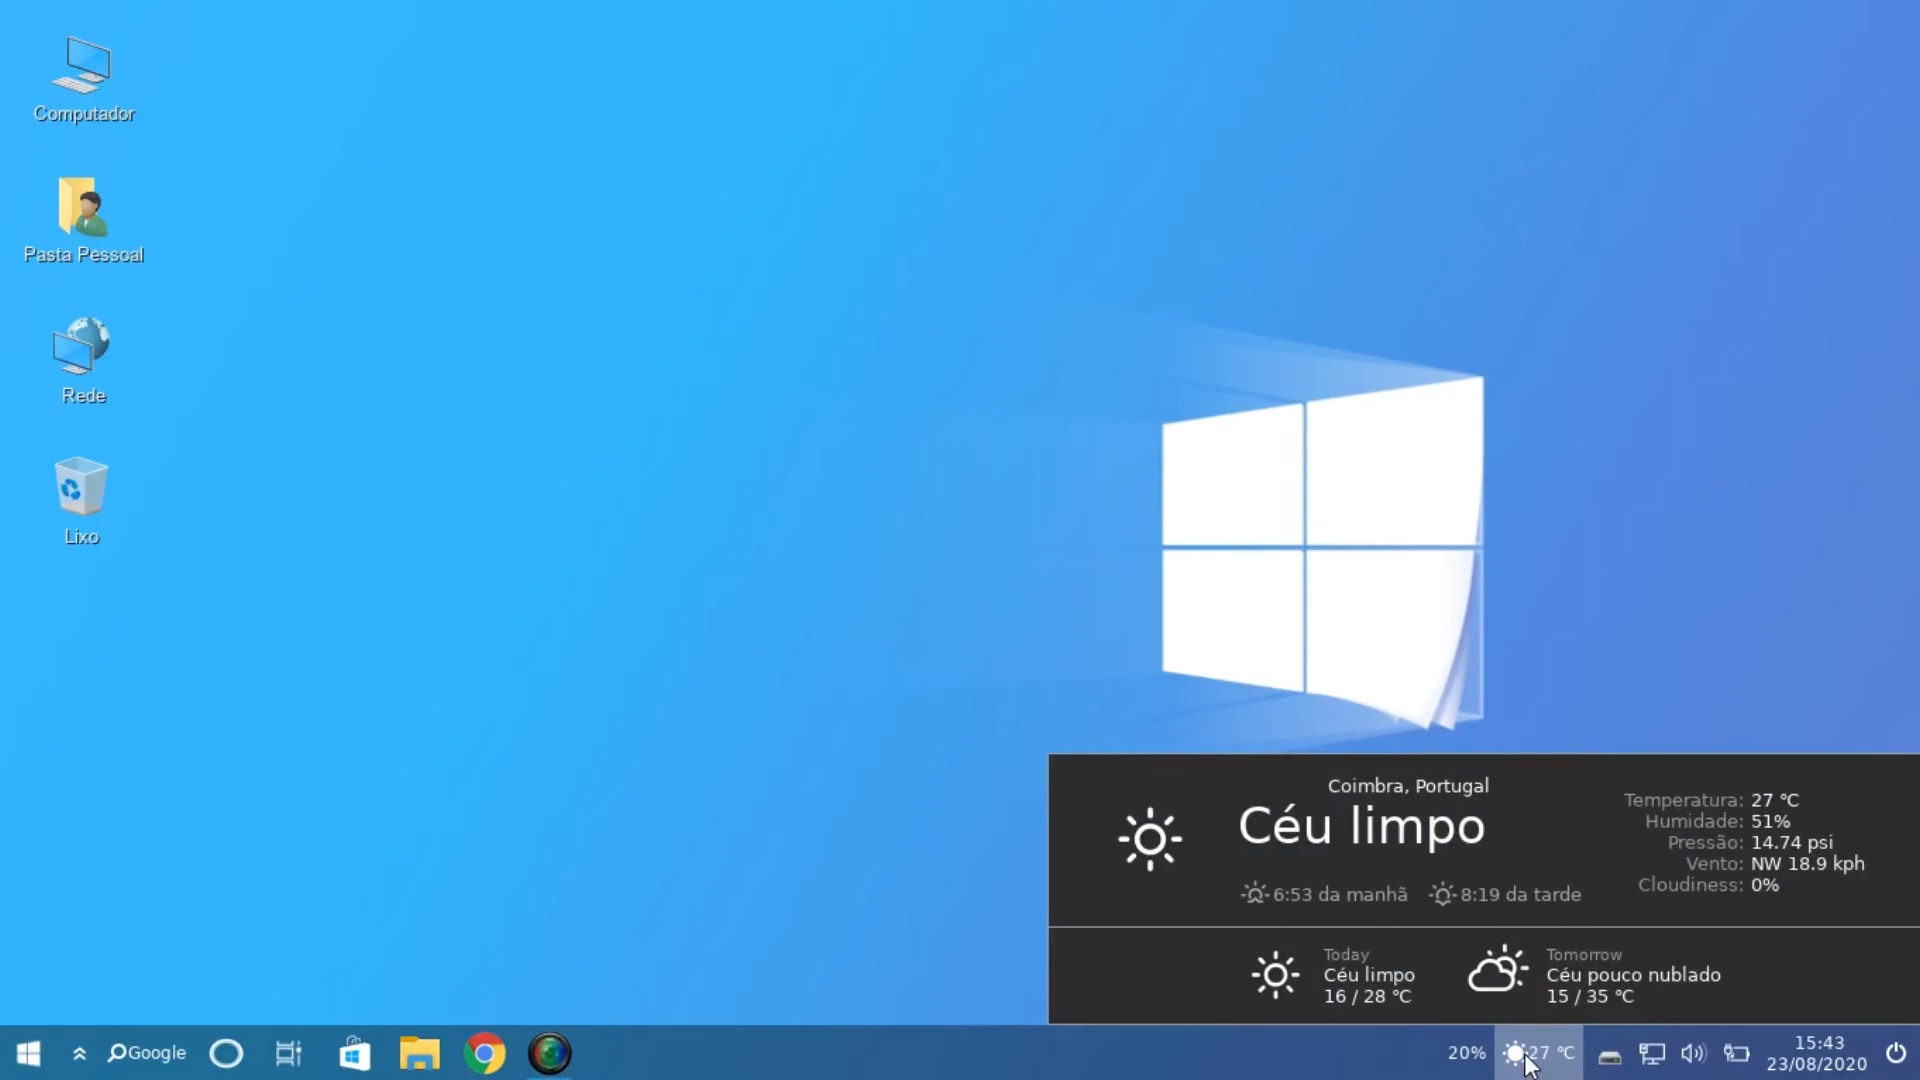 Computador
Pasta Pessoal
Rede
Lixo
Coimbra, Portugal
Céu limpo
6:53 da manhã 8:19 da tarde
Temperatura: 27 °C
Humidade: 51%
Pressão: 14.74 psi
Vento: NW 18.9 kph
Cloudiness: 0%
Today
Céu limpo
16 / 28 °C
Tomorrow
Céu pouco nublado
15 / 35 °C
Google
20%
27 °C
15:43
23/08/2020